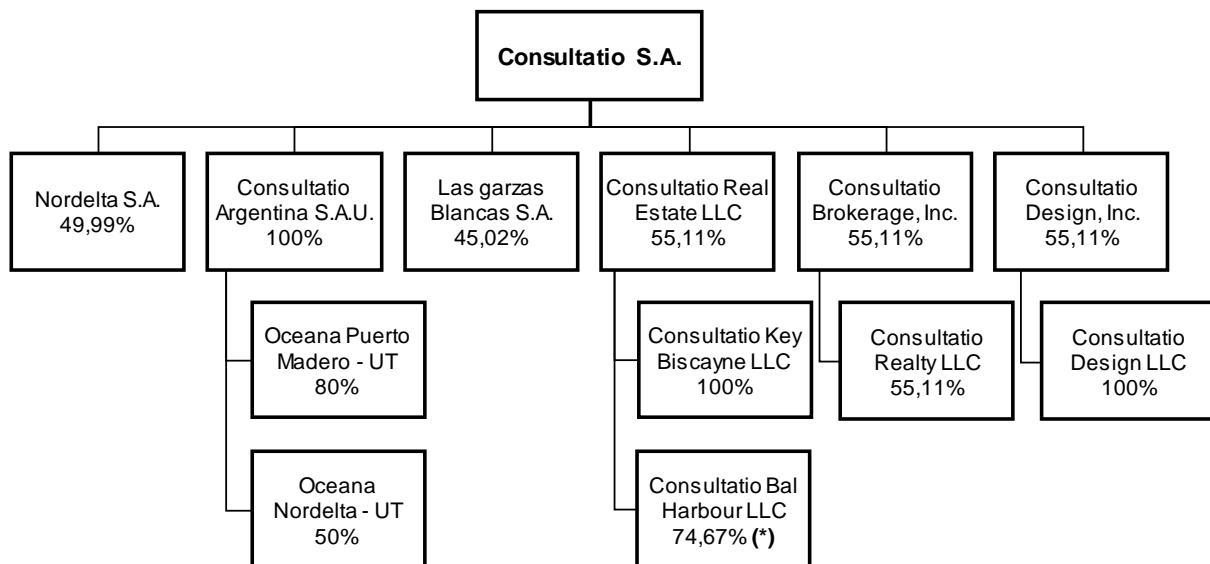 Consultatio S.A.
Nordelta S.A.
49,99%
Consultatio
Argentina S.A.U.
100%
Las garzas
Blancas S.A.
45,02%
Consultatio Real
Estate LLC
55,11%
Consultatio
Brokerage, Inc.
55,11%
Consultatio
Design, Inc.
55,11%
Oceana Puerto
Madero - UT
80%
Consultatio Key
Biscayne LLC
100%
Consultatio
Realty LLC
55,11%
Consultatio
Design LLC
100%
Oceana
Nordelta - UT
50%
Consultatio Bal
Harbour LLC
74,67% (*)